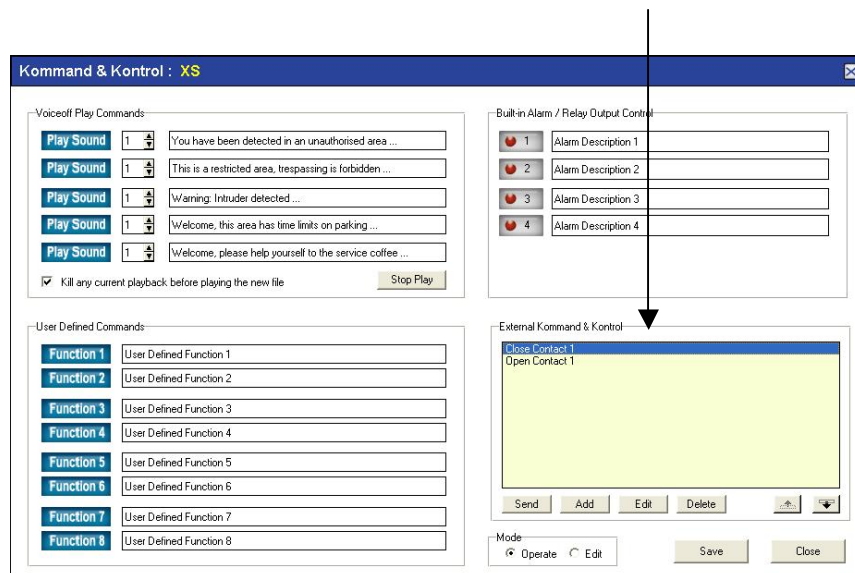 Kommand & Kontrol : XS
Voiceoff Play Commands
Play Sound 1 You have been detected in an unauthorised area ...
Play Sound 1 This is a restricted area, trespassing is forbidden ...
Play Sound 1 Warning: Intruder detected ...
Play Sound 1 Welcome, this area has time limits on parking ...
Play Sound 1 Welcome, please help yourself to the service coffee ...
Kill any current playback before playing the new file
Stop Play
Built-in Alarm / Relay Output Control
1 Alarm Description 1
2 Alarm Description 2
3 Alarm Description 3
4 Alarm Description 4
User Defined Commands
Function 1 User Defined Function 1
Function 2 User Defined Function 2
Function 3 User Defined Function 3
Function 4 User Defined Function 4
Function 5 User Defined Function 5
Function 6 User Defined Function 6
Function 7 User Defined Function 7
Function 8 User Defined Function 8
External Kommand & Kontrol
Close Contact 1
Open Contact 1
Send Add Edit Delete
Mode
Operate Edit
Save Close